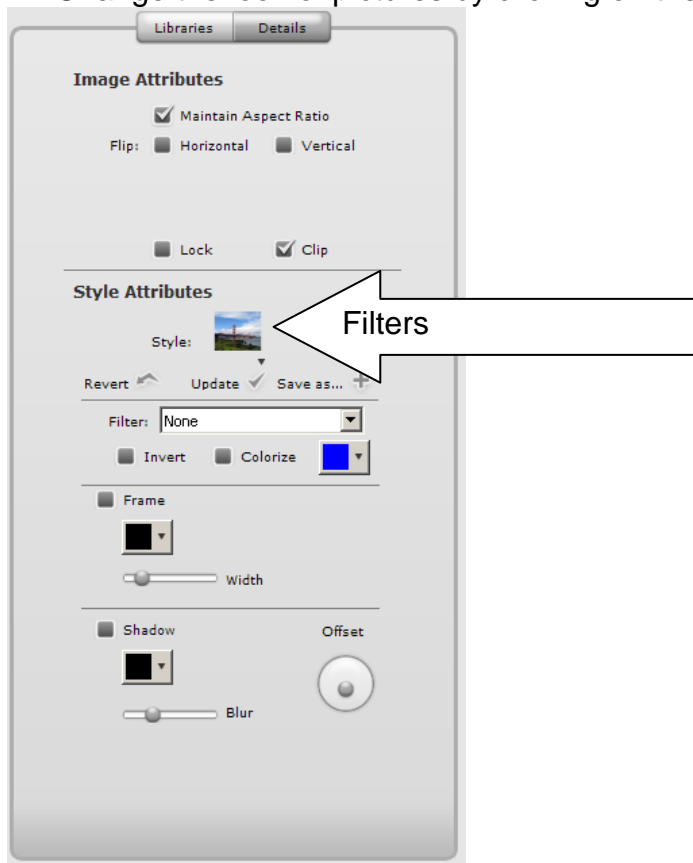 Libraries Details
Image Attributes
Maintain Aspect Ratio
Flip: Horizontal Vertical
Lock Clip
Style Attributes
Style:
Filters
Revert Update Save as...
Filter: None
Invert Colorize
Frame
Width
Shadow Offset
Blur